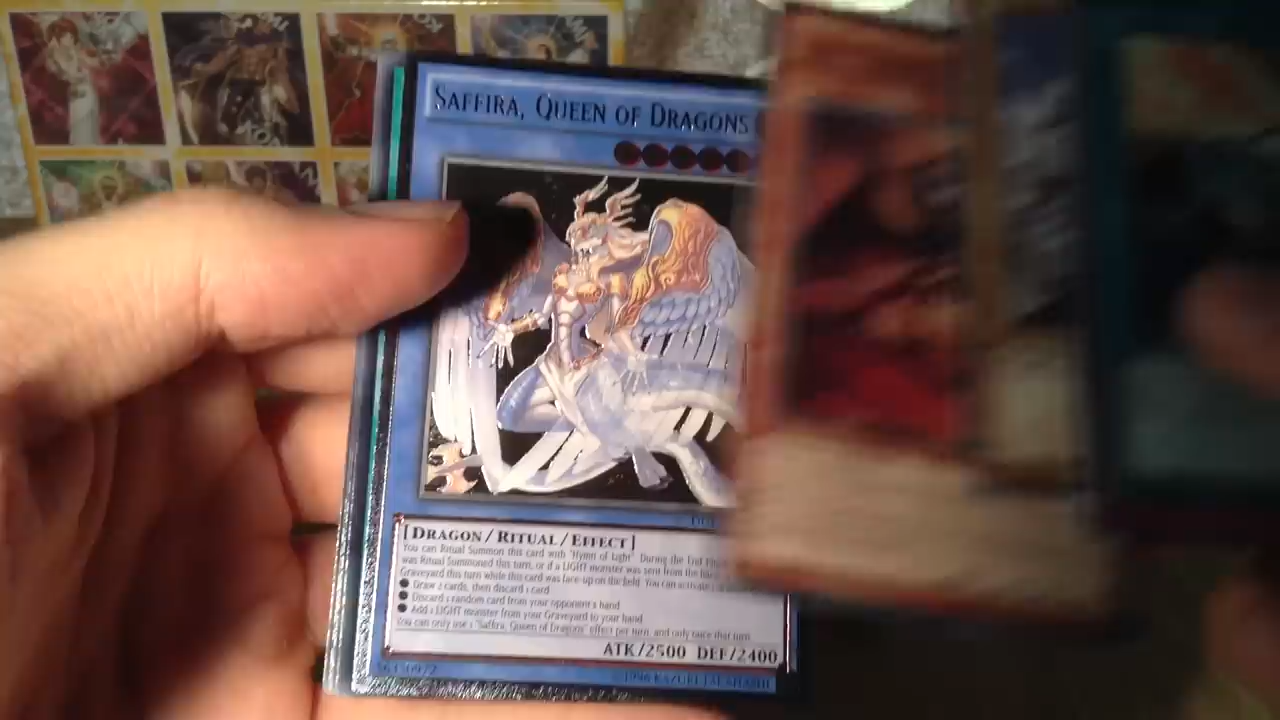 SAFFIRA, QUEEN OF DRAGONS
[DRAGON/RITUAL/EFFECT]
You can Ritual Summon this card with "Hymn of Light" During the End
was Ritual Summoned this turn, or if a LIGHT monster was sent from the
Graveyard this turn while this card was face-up on the field: You can activate
● Draw 2 cards, then discard 1 card
● Discard 1 random card from your opponent's hand
● Add 1 LIGHT monster from your Graveyard to your hand
You can only use 1 "Saffira, Queen of Dragons" effect per turn, and only once that turn
ATK/2500 DEF/2400
1996 KAZUKI TAKAHASHI